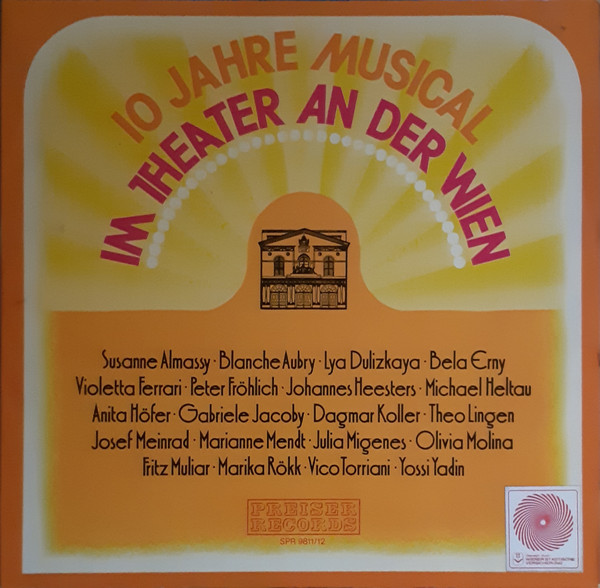 10 JAHRE MUSICAL
IM THEATER AN DER WIEN
Susanne Almassy · Blanche Aubry · Lya Dulizkaya · Bela Erny
Violetta Ferrari · Peter Fröhlich · Johannes Heesters · Michael Heltau
Anita Höfer · Gabriele Jacoby · Dagmar Koller · Theo Lingen
Josef Meinrad · Marianne Mendt · Julia Migenes · Olivia Molina
Fritz Muliar · Marika Rökk · Vico Torriani · Yossi Yadin
PREISER
RECORDS
SPR 9811/12
VERSICHERUNG